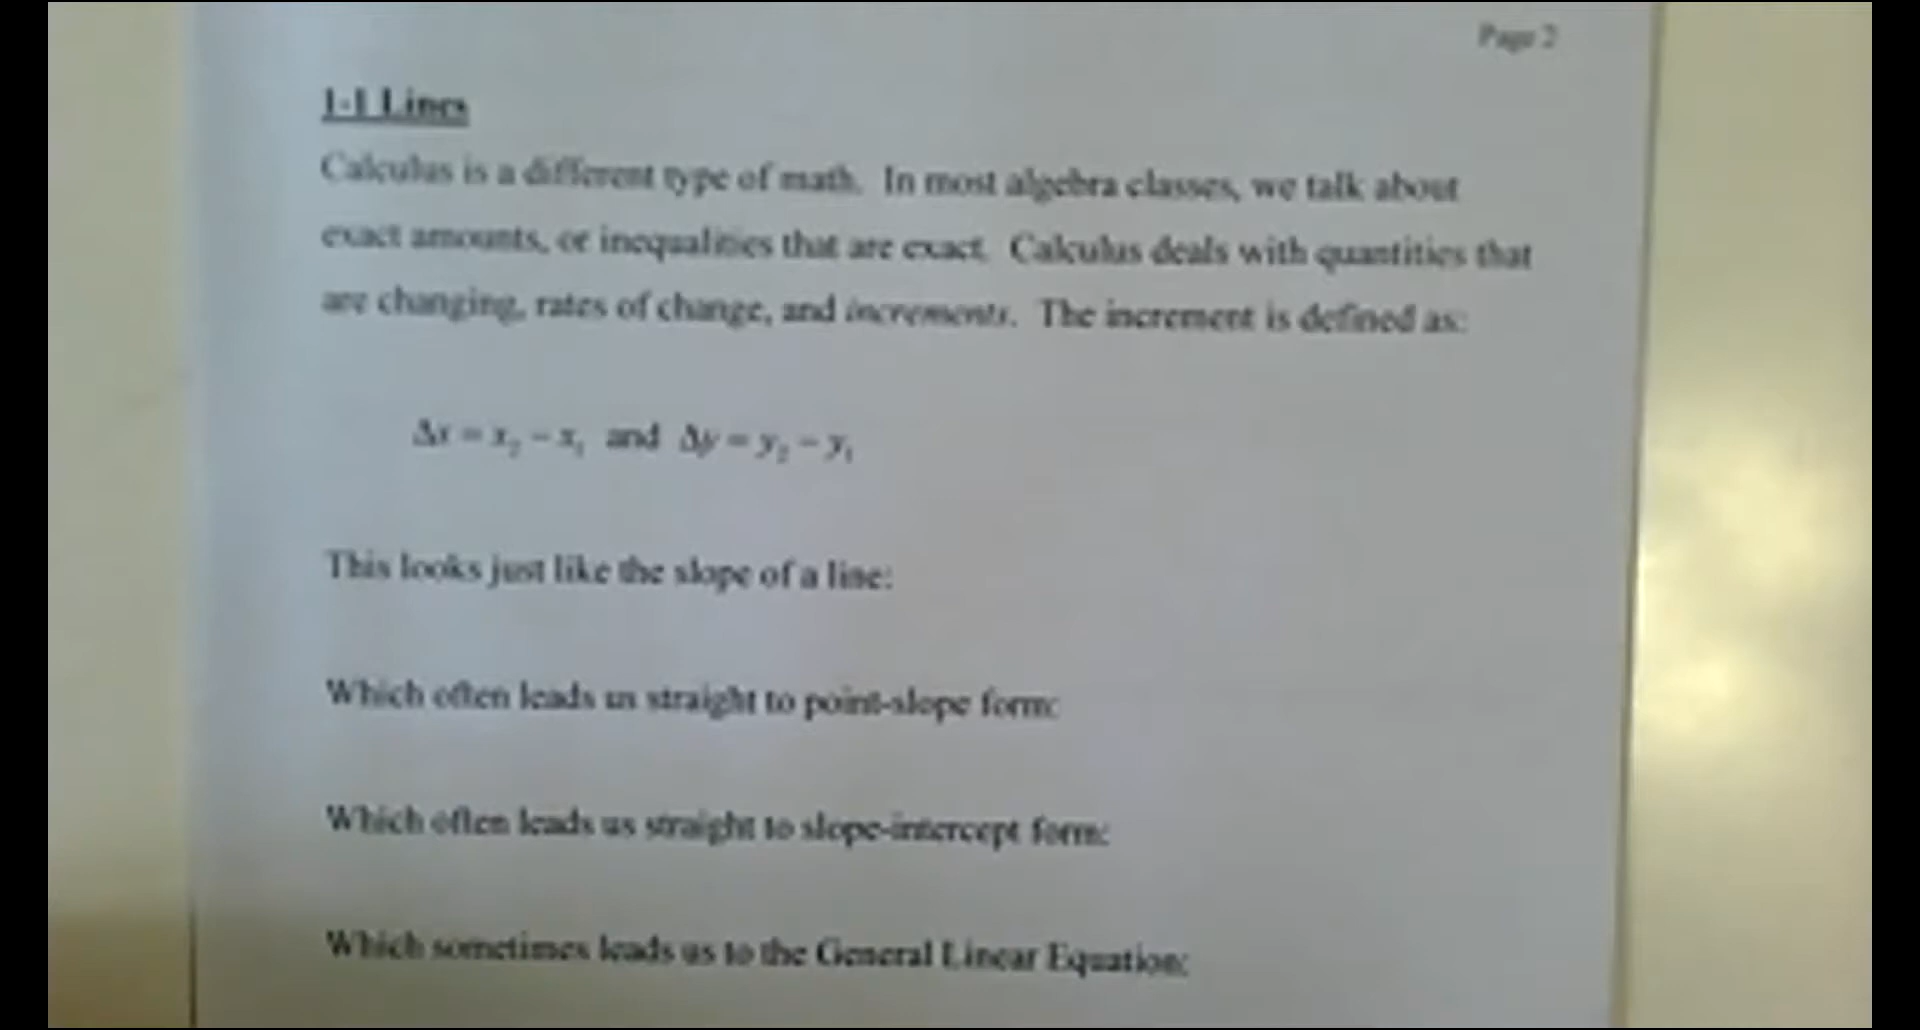 Page 2
1-1 Lines
Calculus is a different type of math. In most algebra classes, we talk about
exact amounts, or inequalities that are exact. Calculus deals with quantities that
are changing, rates of change, and increments. The increment is defined as:
Δx = x₂ − x₁ and Δy = y₂ − y₁
This looks just like the slope of a line:
Which often leads us straight to point-slope form:
Which often leads us straight to slope-intercept form:
Which sometimes leads us to the General Linear Equation: